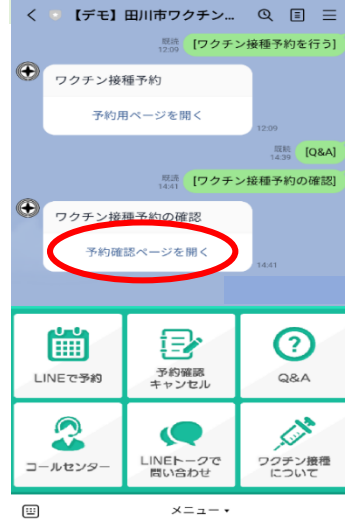 【デモ】田川市ワクチン...
既読
12:09
[ワクチン接種予約を行う]
ワクチン接種予約
予約用ページを開く
12:09
既読
14:39
[Q&A]
既読
14:41
[ワクチン接種予約の確認]
ワクチン接種予約の確認
予約確認ページを開く
14:41
LINEで予約
予約確認
キャンセル
Q&A
コールセンター
LINEトークで
問い合わせ
ワクチン接種
について
メニュー▼